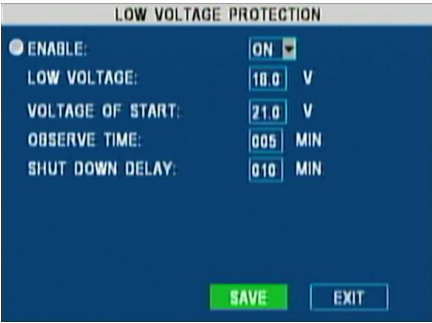 LOW VOLTAGE PROTECTION
ENABLE: ON
LOW VOLTAGE: 18.0 V
VOLTAGE OF START: 21.0 V
OBSERVE TIME: 005 MIN
SHUT DOWN DELAY: 010 MIN
SAVE EXIT